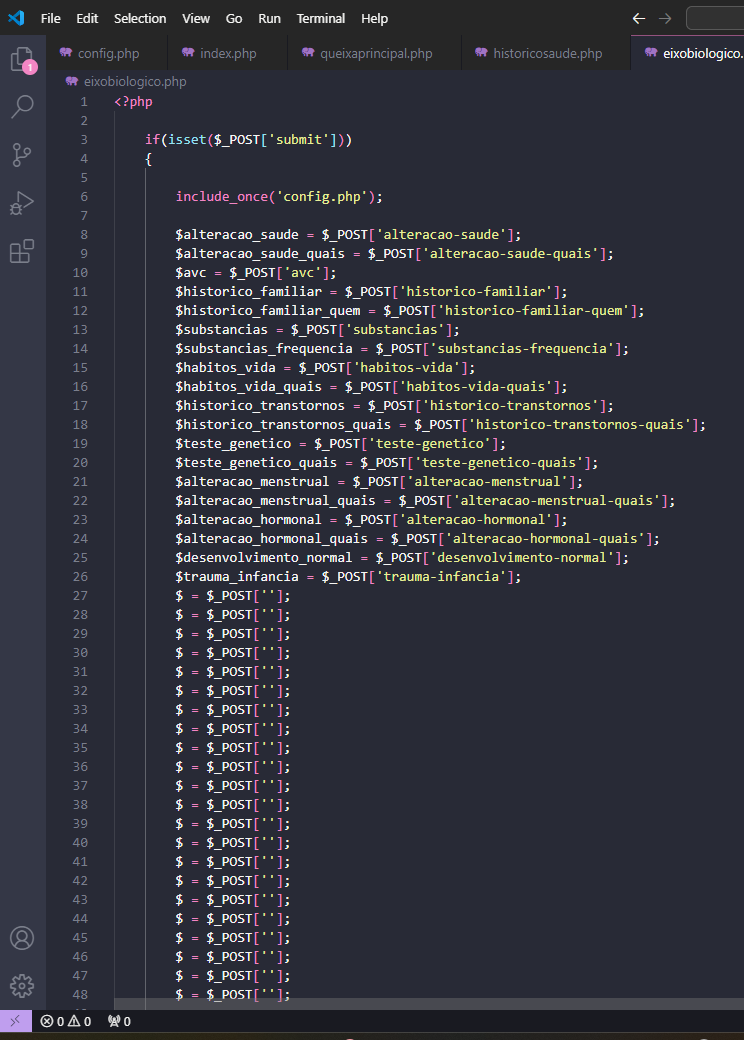 File Edit Selection View Go Run Terminal Help
config.php index.php queixaprincipal.php historicosaude.php eixobiologico.
1
eixobiologico.php
1 <?php
2
3 if(isset($_POST['submit']))
4 {
5
6 include_once('config.php');
7
8 $alteracao_saude = $_POST['alteracao-saude'];
9 $alteracao_saude_quais = $_POST['alteracao-saude-quais'];
10 $avc = $_POST['avc'];
11 $historico_familiar = $_POST['historico-familiar'];
12 $historico_familiar_quem = $_POST['historico-familiar-quem'];
13 $substancias = $_POST['substancias'];
14 $substancias_frequencia = $_POST['substancias-frequencia'];
15 $habitos_vida = $_POST['habitos-vida'];
16 $habitos_vida_quais = $_POST['habitos-vida-quais'];
17 $historico_transtornos = $_POST['historico-transtornos'];
18 $historico_transtornos_quais = $_POST['historico-transtornos-quais'];
19 $teste_genetico = $_POST['teste-genetico'];
20 $teste_genetico_quais = $_POST['teste-genetico-quais'];
21 $alteracao_menstrual = $_POST['alteracao-menstrual'];
22 $alteracao_menstrual_quais = $_POST['alteracao-menstrual-quais'];
23 $alteracao_hormonal = $_POST['alteracao-hormonal'];
24 $alteracao_hormonal_quais = $_POST['alteracao-hormonal-quais'];
25 $desenvolvimento_normal = $_POST['desenvolvimento-normal'];
26 $trauma_infancia = $_POST['trauma-infancia'];
27 $ = $_POST[''];
28 $ = $_POST[''];
29 $ = $_POST[''];
30 $ = $_POST[''];
31 $ = $_POST[''];
32 $ = $_POST[''];
33 $ = $_POST[''];
34 $ = $_POST[''];
35 $ = $_POST[''];
36 $ = $_POST[''];
37 $ = $_POST[''];
38 $ = $_POST[''];
39 $ = $_POST[''];
40 $ = $_POST[''];
41 $ = $_POST[''];
42 $ = $_POST[''];
43 $ = $_POST[''];
44 $ = $_POST[''];
45 $ = $_POST[''];
46 $ = $_POST[''];
47 $ = $_POST[''];
48 $ = $_POST[''];
0 0 0